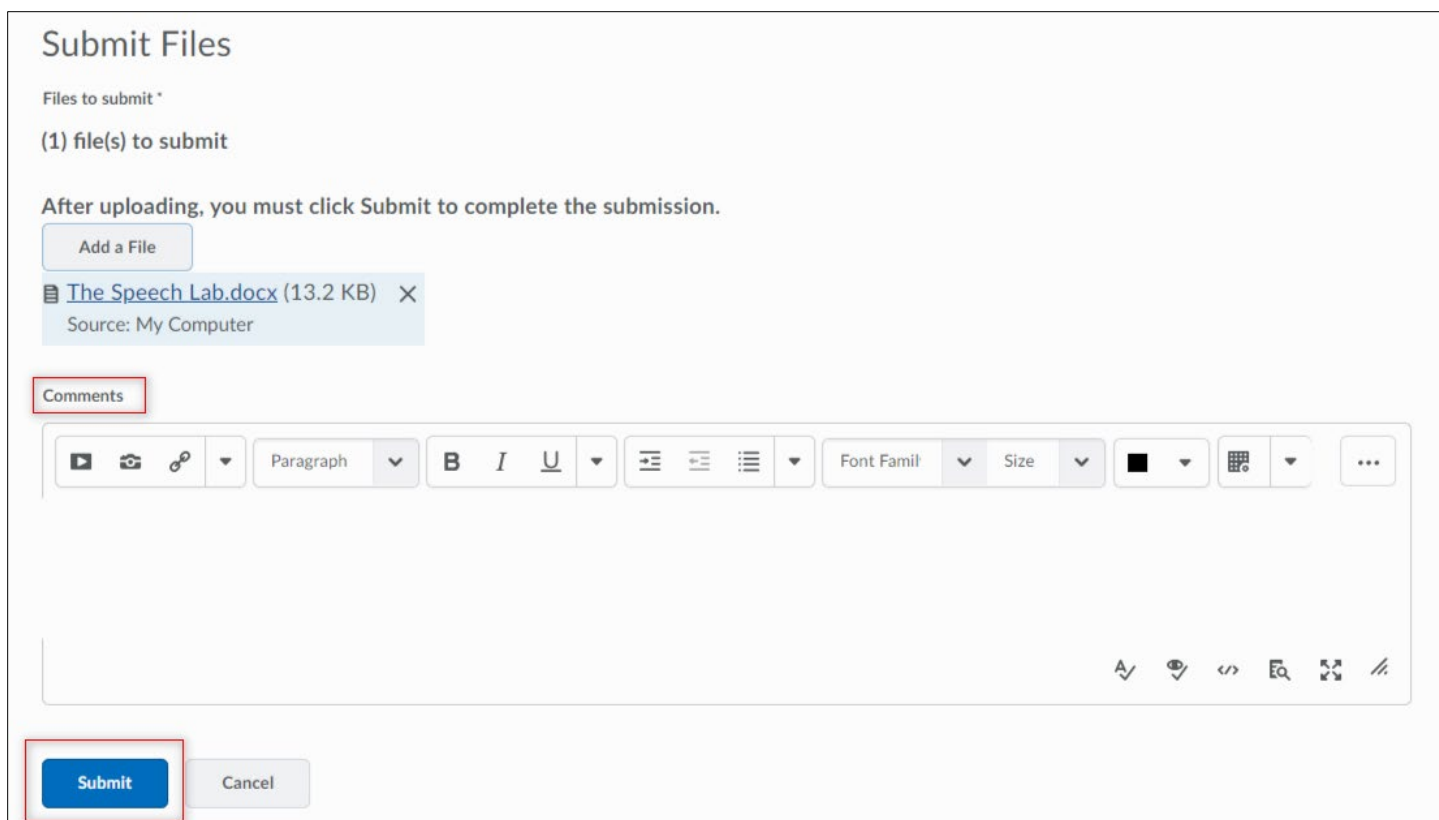 Submit Files
Files to submit *
(1) file(s) to submit
After uploading, you must click Submit to complete the submission.
Add a File
The Speech Lab.docx (13.2 KB)
Source: My Computer
Comments
Paragraph B I U Font Famil Size
Submit Cancel